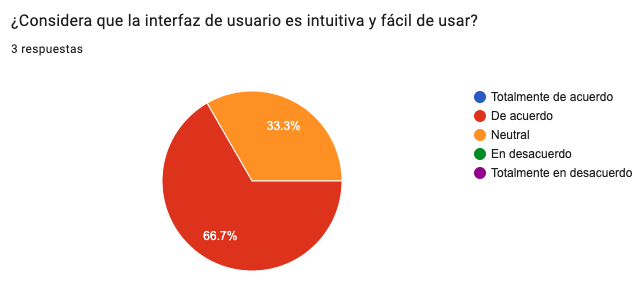 ¿Considera que la interfaz de usuario es intuitiva y fácil de usar?
3 respuestas
33.3%
66.7%
Totalmente de acuerdo
De acuerdo
Neutral
En desacuerdo
Totalmente en desacuerdo